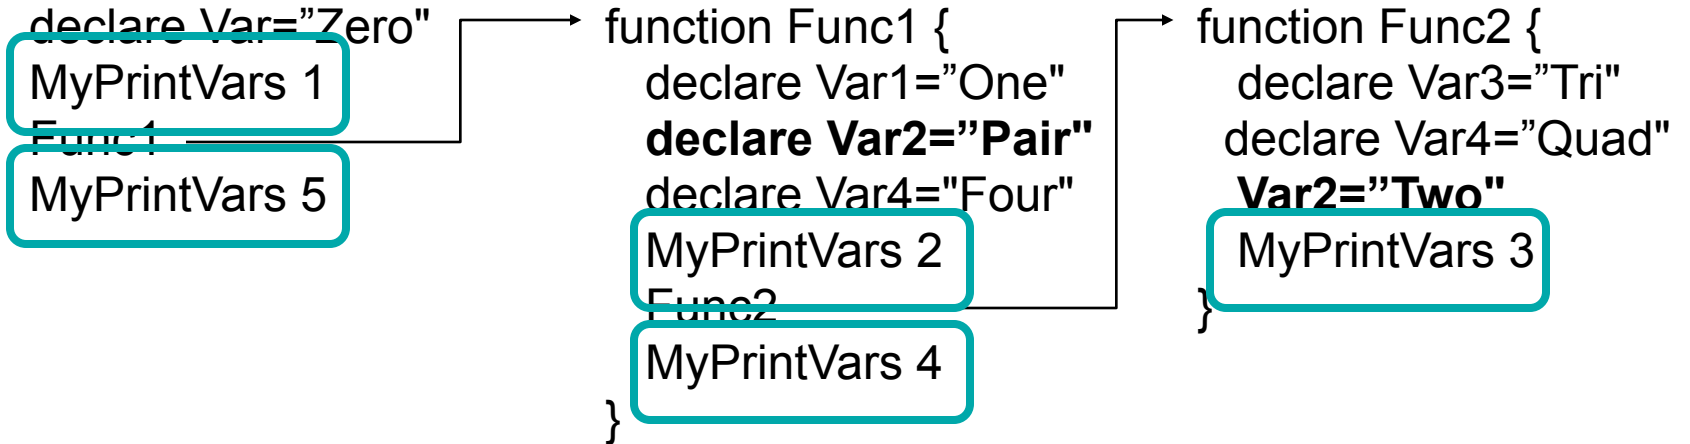 declare Var=”Zero"
MyPrintVars 1
Func1
MyPrintVars 5
function Func1 {
declare Var1=”One"
declare Var2=”Pair"
declare Var4="Four"
MyPrintVars 2
Func2
MyPrintVars 4
}
function Func2 {
declare Var3=”Tri"
declare Var4=”Quad"
Var2=”Two"
MyPrintVars 3
}